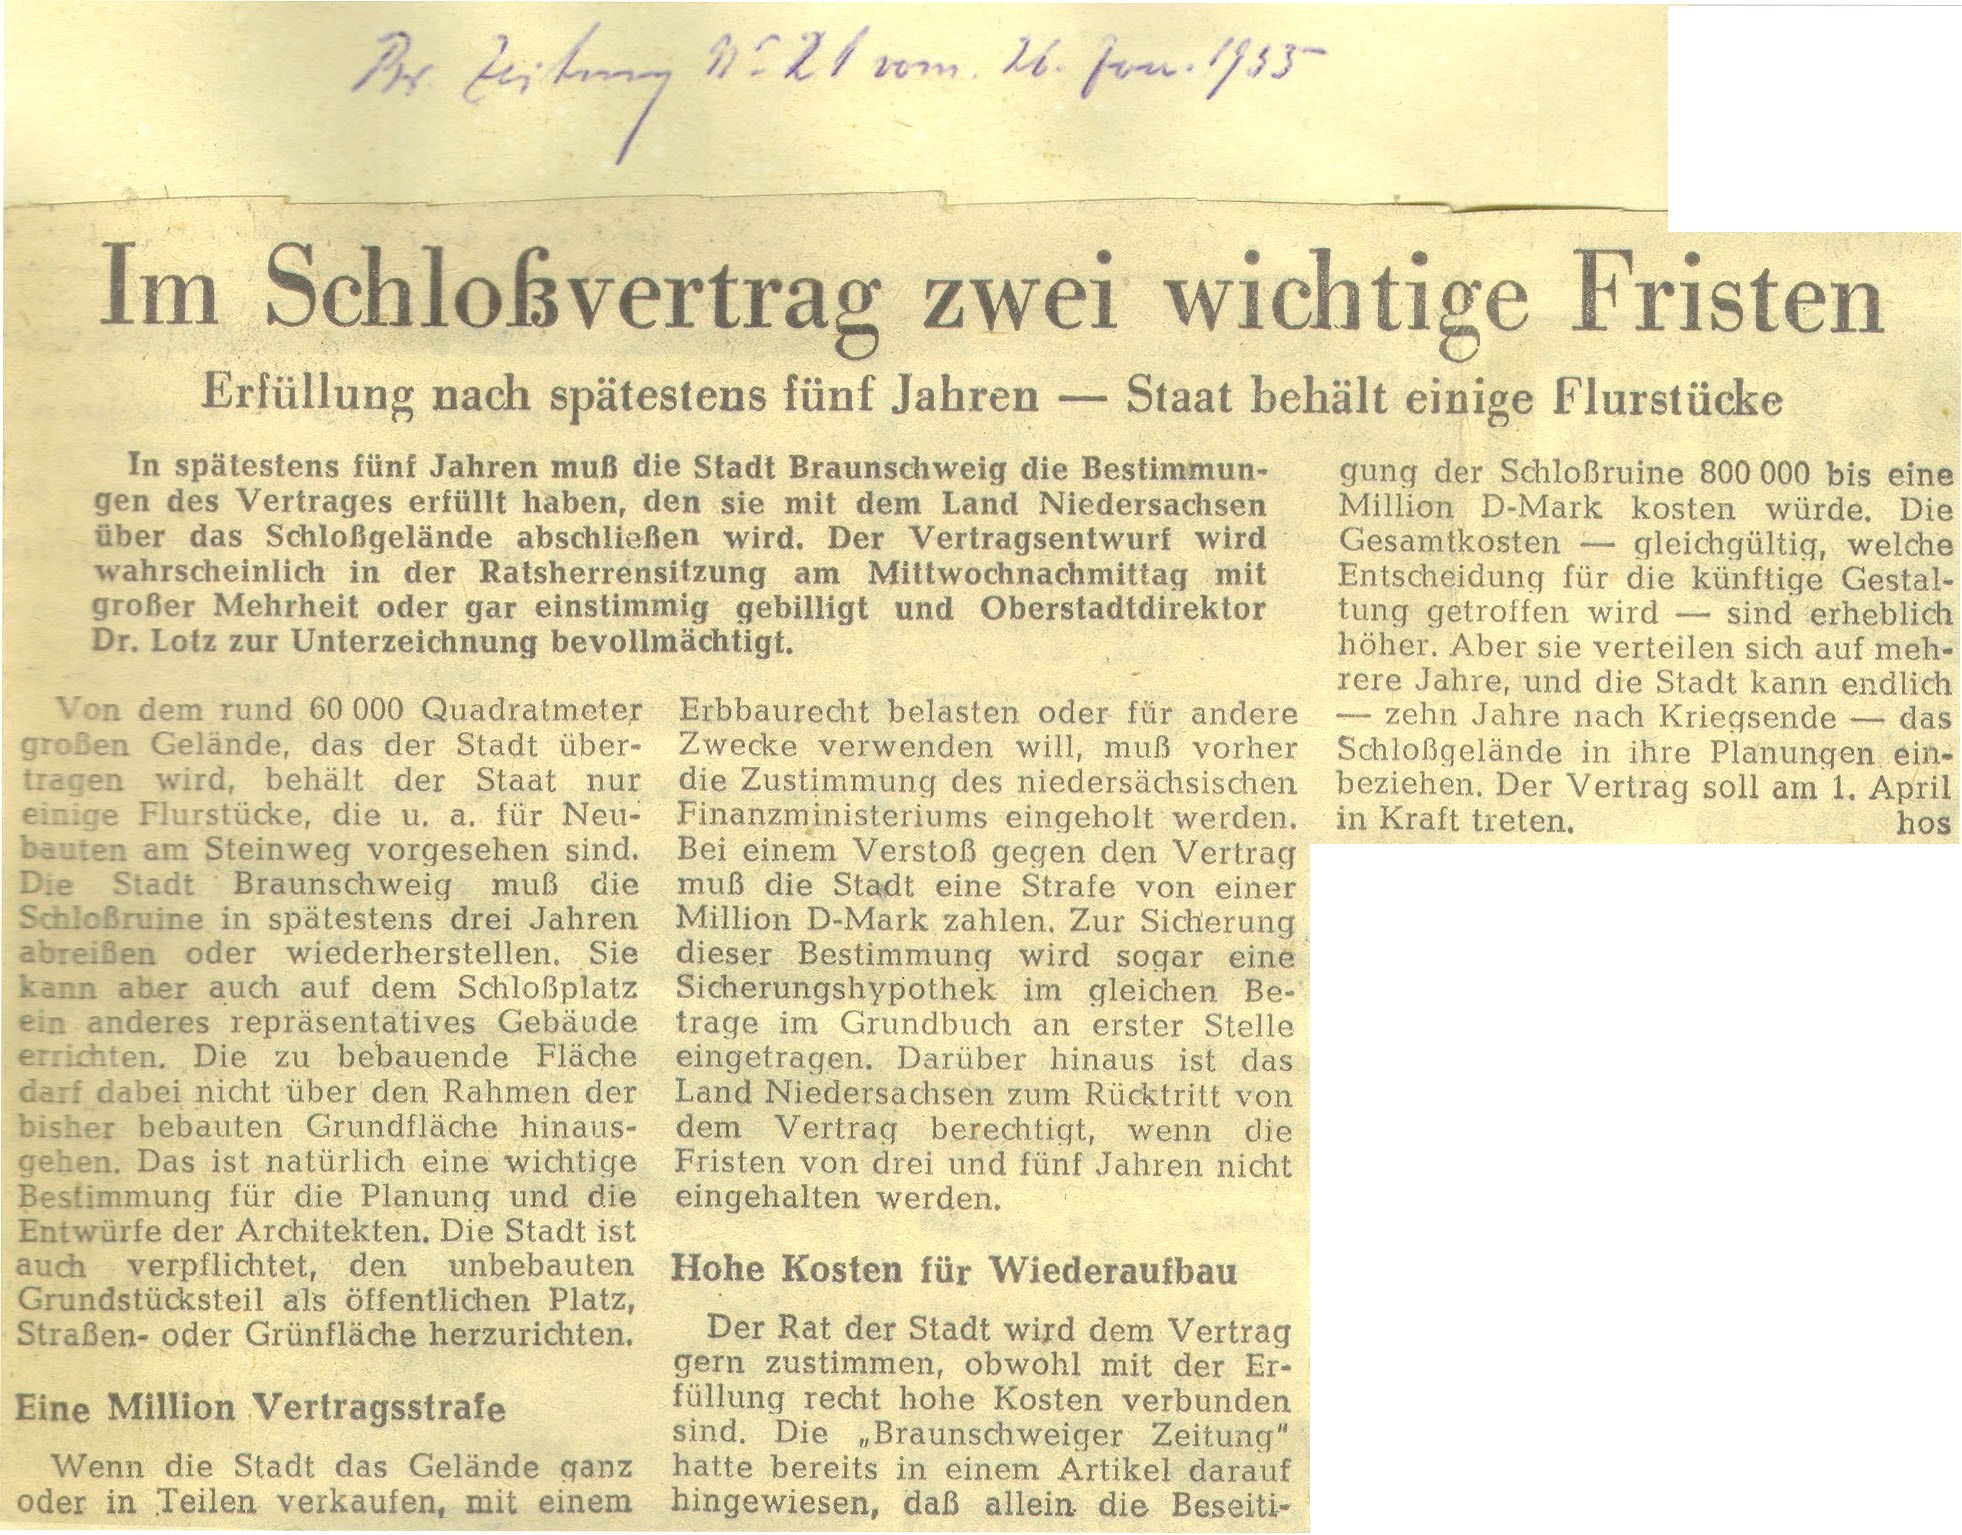 Br. Zeitung Nr 21 vom 26. Jan. 1955
Im Schloßvertrag zwei wichtige Fristen
Erfüllung nach spätestens fünf Jahren — Staat behält einige Flurstücke
In spätestens fünf Jahren muß die Stadt Braunschweig die Bestimmun-
gen des Vertrages erfüllt haben, den sie mit dem Land Niedersachsen
über das Schloßgelände abschließen wird. Der Vertragsentwurf wird
wahrscheinlich in der Ratsherrensitzung am Mittwochnachmittag mit
großer Mehrheit oder gar einstimmig gebilligt und Oberstadtdirektor
Dr. Lotz zur Unterzeichnung bevollmächtigt.
Von dem rund 60 000 Quadratmeter
großen Gelände, das der Stadt über-
tragen wird, behält der Staat nur
einige Flurstücke, die u. a. für Neu-
bauten am Steinweg vorgesehen sind.
Die Stadt Braunschweig muß die
Schloßruine in spätestens drei Jahren
abreißen oder wiederherstellen. Sie
kann aber auch auf dem Schloßplatz
ein anderes repräsentatives Gebäude
errichten. Die zu bebauende Fläche
darf dabei nicht über den Rahmen der
bisher bebauten Grundfläche hinaus-
gehen. Das ist natürlich eine wichtige
Bestimmung für die Planung und die
Entwürfe der Architekten. Die Stadt ist
auch verpflichtet, den unbebauten
Grundstücksteil als öffentlichen Platz,
Straßen- oder Grünfläche herzurichten.
Eine Million Vertragsstrafe
Wenn die Stadt das Gelände ganz
oder in Teilen verkaufen, mit einem
Erbbaurecht belasten oder für andere
Zwecke verwenden will, muß vorher
die Zustimmung des niedersächsischen
Finanzministeriums eingeholt werden.
Bei einem Verstoß gegen den Vertrag
muß die Stadt eine Strafe von einer
Million D-Mark zahlen. Zur Sicherung
dieser Bestimmung wird sogar eine
Sicherungshypothek im gleichen Be-
trage im Grundbuch an erster Stelle
eingetragen. Darüber hinaus ist das
Land Niedersachsen zum Rücktritt von
dem Vertrag berechtigt, wenn die
Fristen von drei und fünf Jahren nicht
eingehalten werden.
Hohe Kosten für Wiederaufbau
Der Rat der Stadt wird dem Vertrag
gern zustimmen, obwohl mit der Er-
füllung recht hohe Kosten verbunden
sind. Die „Braunschweiger Zeitung"
hatte bereits in einem Artikel darauf
hingewiesen, daß allein die Beseiti-
gung der Schloßruine 800 000 bis eine
Million D-Mark kosten würde. Die
Gesamtkosten — gleichgültig, welche
Entscheidung für die künftige Gestal-
tung getroffen wird — sind erheblich
höher. Aber sie verteilen sich auf meh-
rere Jahre, und die Stadt kann endlich
— zehn Jahre nach Kriegsende — das
Schloßgelände in ihre Planungen ein-
beziehen. Der Vertrag soll am 1. April
in Kraft treten. hos